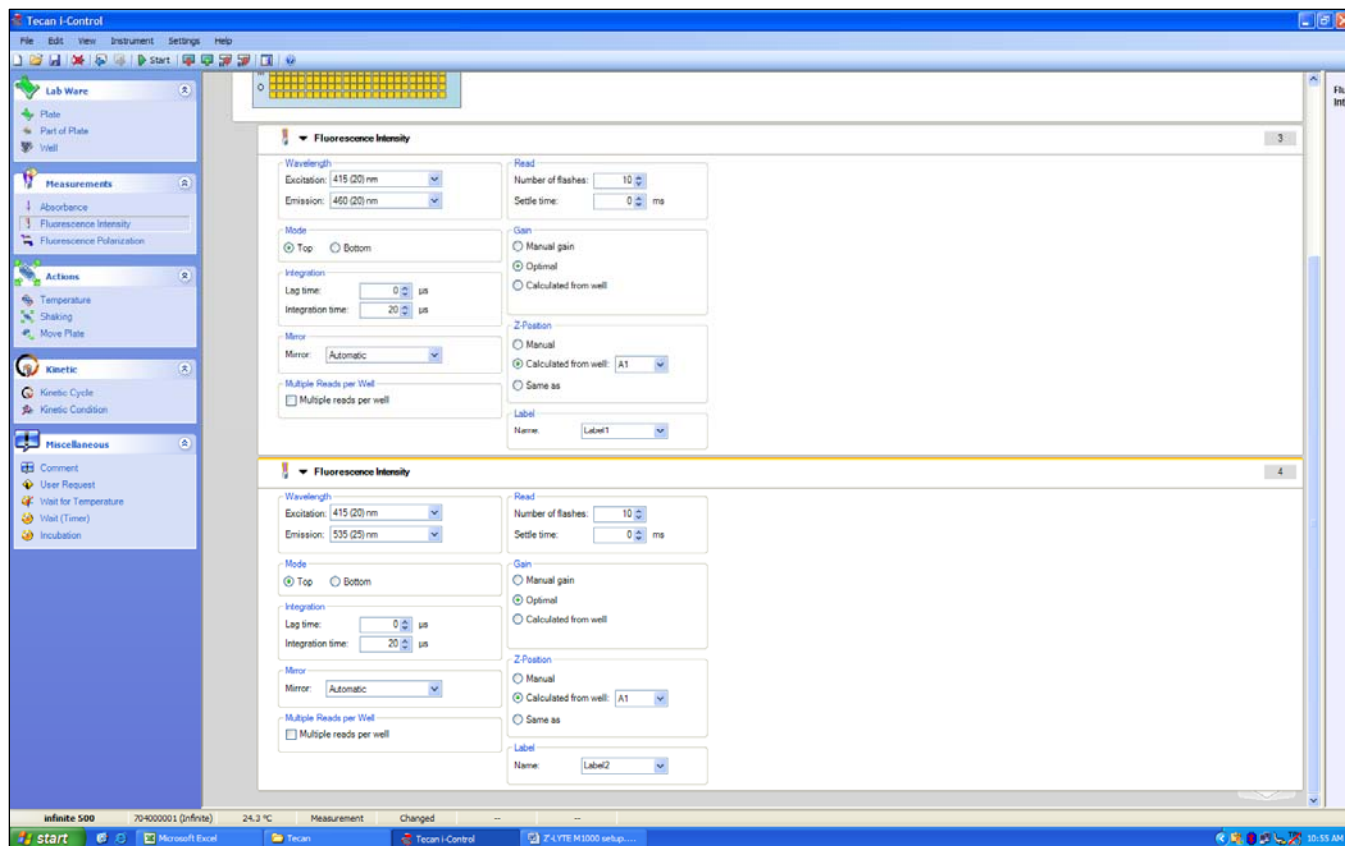 Tecan i-Control
File Edit View Instrument Settings Help
Start
Lab Ware
Plate
Part of Plate
Well
Measurements
Absorbance
Fluorescence Intensity
Fluorescence Polarization
Actions
Temperature
Shaking
Move Plate
Kinetic
Kinetic Cycle
Kinetic Condition
Miscellaneous
Comment
User Request
Wait for Temperature
Wait (Timer)
Incubation
O
Fluorescence Intensity 3
Wavelength
Excitation: 415 (20) nm
Emission: 460 (20) nm
Mode
Top Bottom
Integration
Lag time: 0 µs
Integration time: 20 µs
Mirror
Mirror: Automatic
Multiple Reads per Well
Multiple reads per well
Read
Number of flashes: 10
Settle time: 0 ms
Gain
Manual gain
Optimal
Calculated from well
Z-Position
Manual
Calculated from well: A1
Same as
Label
Name: Label1
Fluorescence Intensity 4
Wavelength
Excitation: 415 (20) nm
Emission: 535 (25) nm
Mode
Top Bottom
Integration
Lag time: 0 µs
Integration time: 20 µs
Mirror
Mirror: Automatic
Multiple Reads per Well
Multiple reads per well
Read
Number of flashes: 10
Settle time: 0 ms
Gain
Manual gain
Optimal
Calculated from well
Z-Position
Manual
Calculated from well: A1
Same as
Label
Name: Label2
Flu
Int
infinite 500 704000001 (Infinite) 24.3 °C Measurement Changed -- --
start Microsoft Excel Tecan Tecan i-Control Z'-LYTE M1000 setup..... 10:55 AM